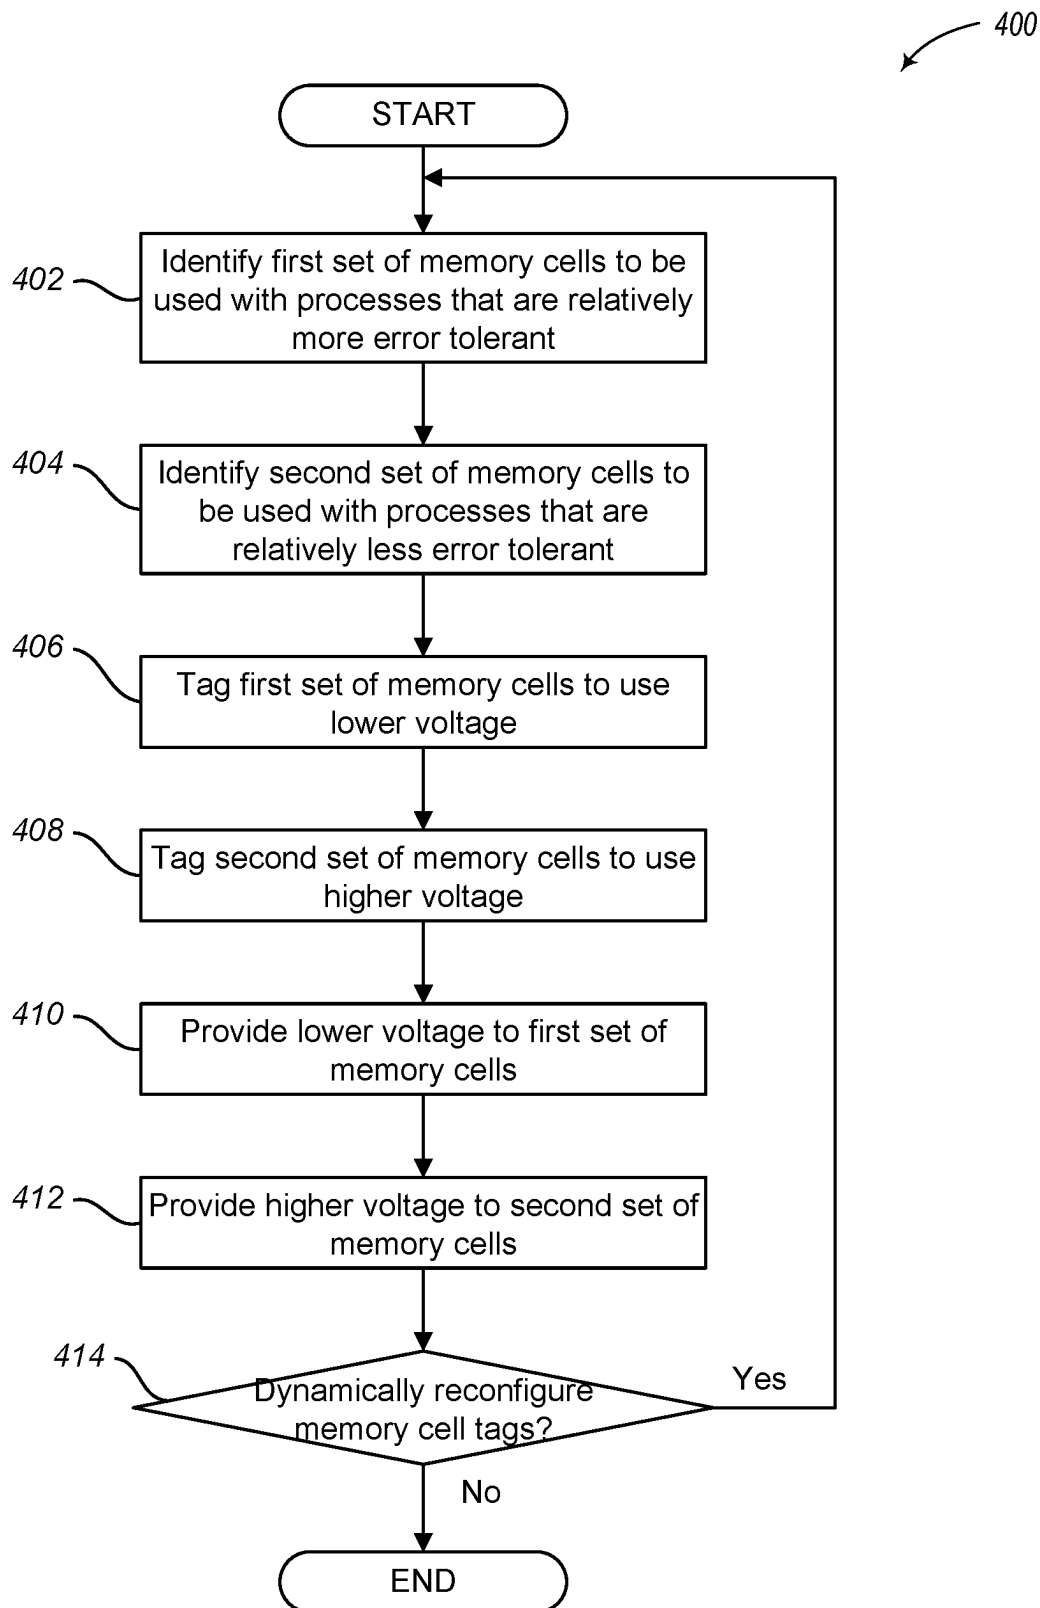 400
START
402
Identify first set of memory cells to be
used with processes that are relatively
more error tolerant
404
Identify second set of memory cells to
be used with processes that are
relatively less error tolerant
406
Tag first set of memory cells to use
lower voltage
408
Tag second set of memory cells to use
higher voltage
410
Provide lower voltage to first set of
memory cells
412
Provide higher voltage to second set of
memory cells
414
Dynamically reconfigure
memory cell tags?
Yes
No
END